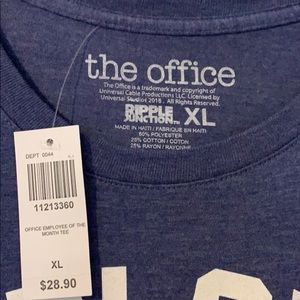 the office
The Office is a trademark and copyright of
Universal Cable Productions LLC. Licensed by
Universal Studios 2018. All Rights Reserved.
RIPPLE
JUNCTION XL
MADE IN HAITI / FABRIQUE EN HAITI
50% POLYESTER
25% COTTON / COTON
25% RAYON / RAYONNE
DEPT 0044
11213360
OFFICE EMPLOYEE OF THE
MONTH TEE
XL
$28.90